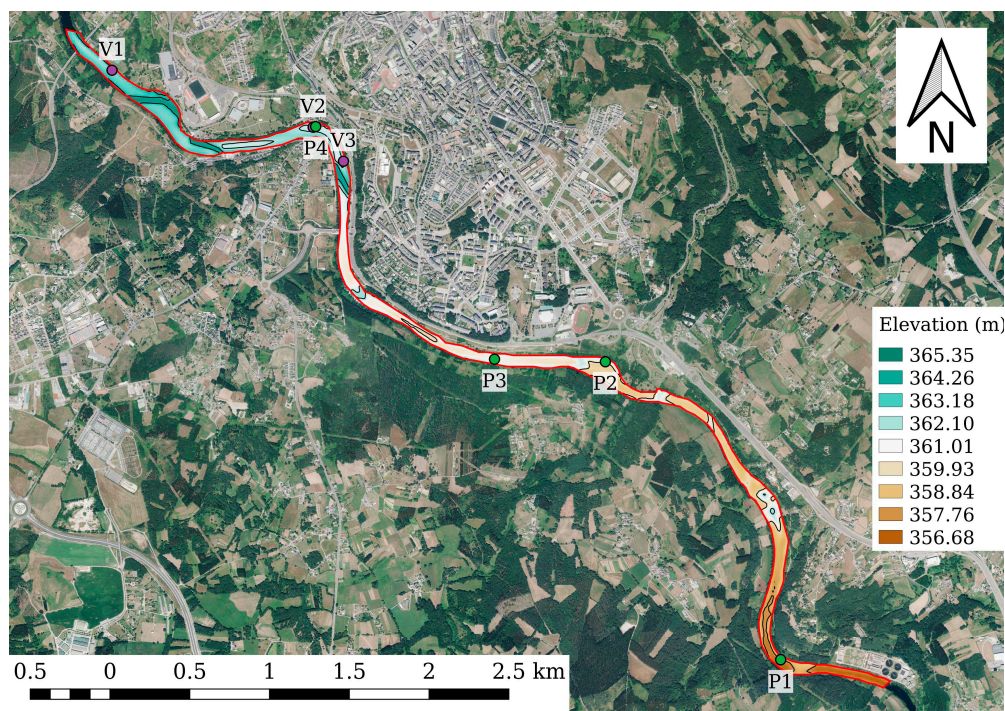 V1
V2
P4
V3
N
Elevation (m)
365.35
364.26
363.18
362.10
361.01
359.93
358.84
357.76
356.68
P3
P2
P1
0.5 0 0.5 1 1.5 2 2.5 km